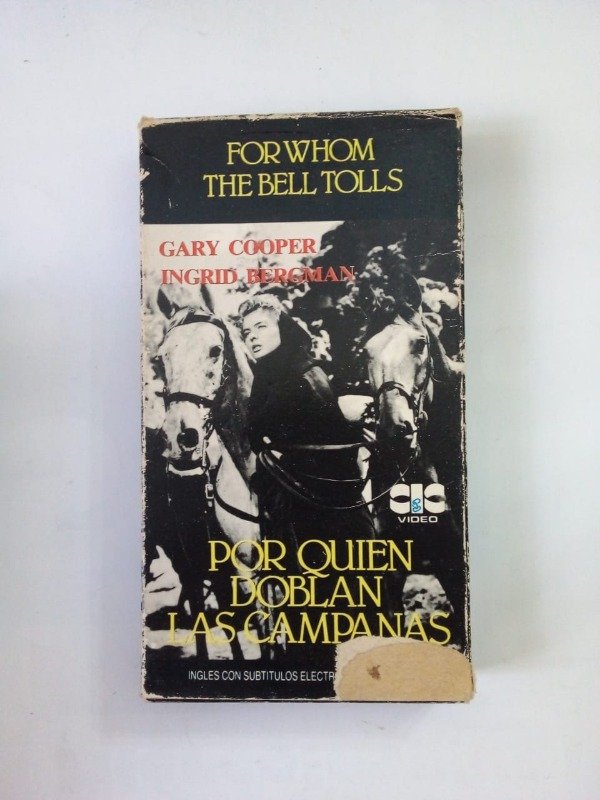 FOR WHOM
THE BELL TOLLS
GARY COOPER
INGRID BERGMAN
CIC
VIDEO
POR QUIEN
DOBLAN
LAS CAMPANAS
INGLES CON SUBTITULOS